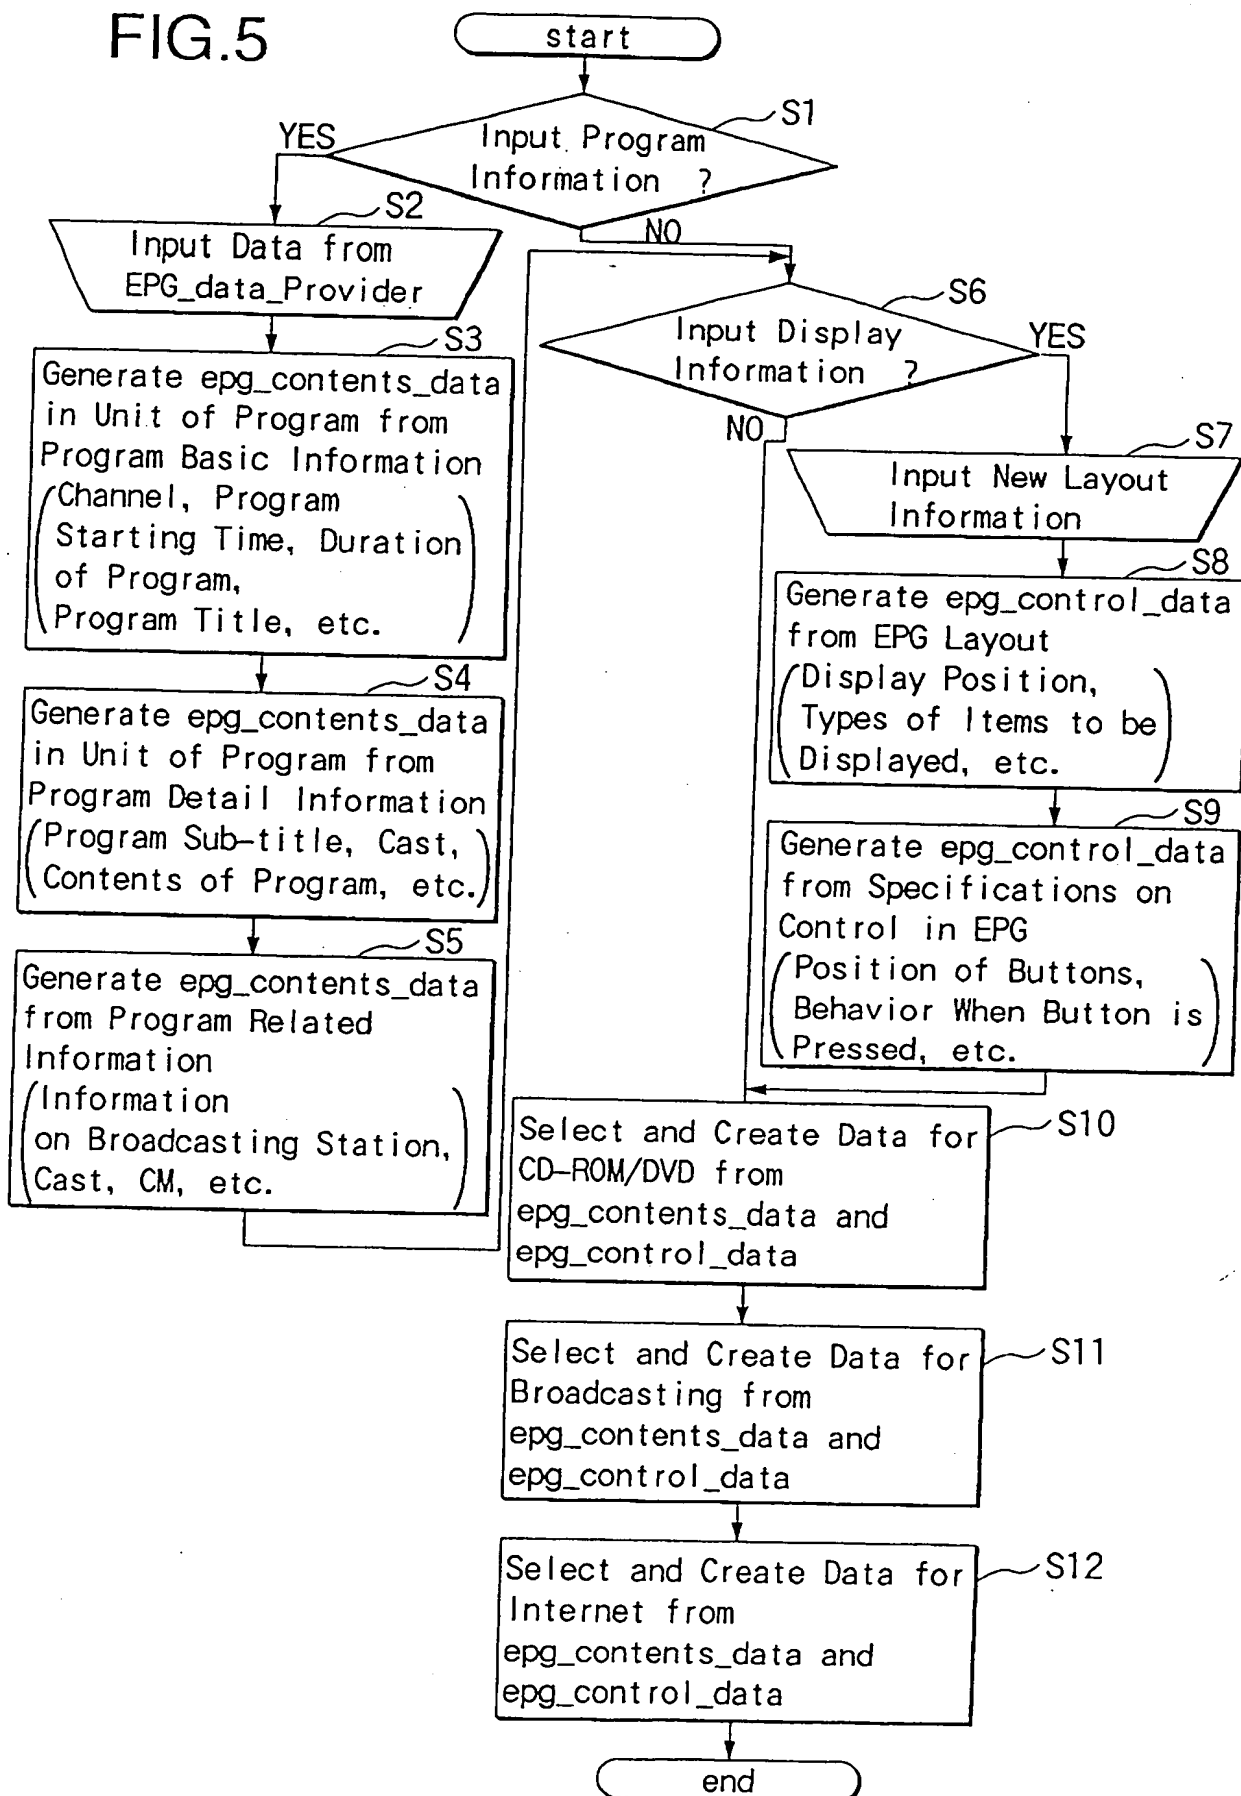 FIG.5
start
S1
Input Program
Information ?
YES
NO
S2
Input Data from
EPG_data_Provider
S3
Generate epg_contents_data
in Unit of Program from
Program Basic Information
Channel, Program
Starting Time, Duration
of Program,
Program Title, etc.
S4
Generate epg_contents_data
in Unit of Program from
Program Detail Information
Program Sub-title, Cast,
Contents of Program, etc.
S5
Generate epg_contents_data
from Program Related
Information
Information
on Broadcasting Station,
Cast, CM, etc.
S6
Input Display
Information ?
YES
NO
S7
Input New Layout
Information
S8
Generate epg_control_data
from EPG Layout
Display Position,
Types of Items to be
Displayed, etc.
S9
Generate epg_control_data
from Specifications on
Control in EPG
Position of Buttons,
Behavior When Button is
Pressed, etc.
S10
Select and Create Data for
CD-ROM/DVD from
epg_contents_data and
epg_control_data
S11
Select and Create Data for
Broadcasting from
epg_contents_data and
epg_control_data
S12
Select and Create Data for
Internet from
epg_contents_data and
epg_control_data
end